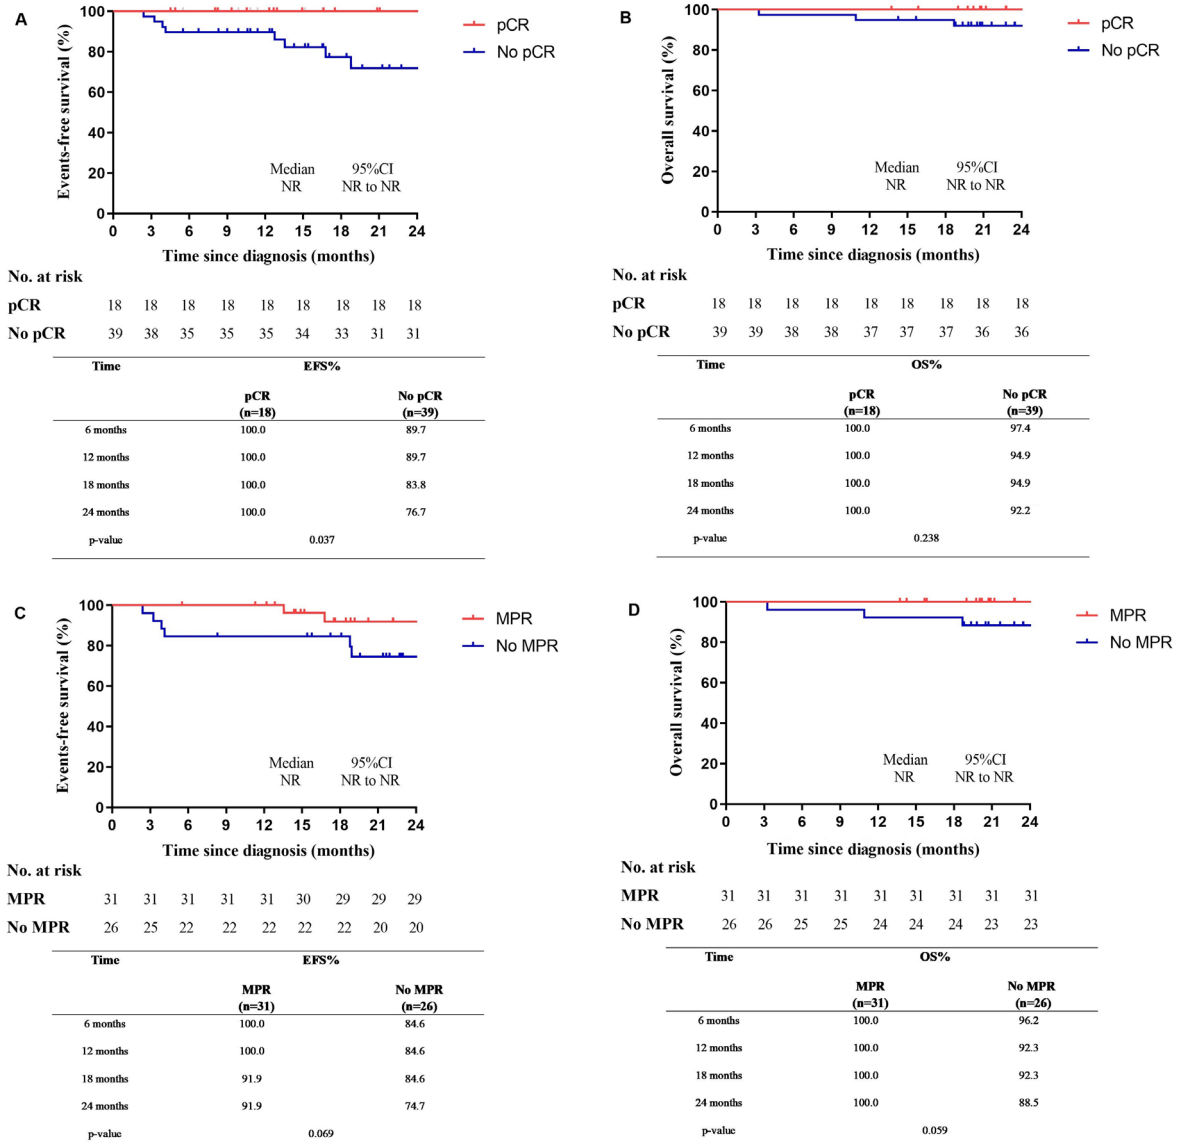 A
Events-free survival (%)
100
80
60
40
20
0
pCR
No pCR
Median 95%CI
NR NR to NR
0 3 6 9 12 15 18 21 24
Time since diagnosis (months)
No. at risk
pCR 18 18 18 18 18 18 18 18 18
No pCR 39 38 35 35 35 34 33 31 31
Time EFS%
pCR No pCR
(n=18) (n=39)
6 months 100.0 89.7
12 months 100.0 89.7
18 months 100.0 83.8
24 months 100.0 76.7
p-value 0.037
B
Overall survival (%)
100
80
60
40
20
0
pCR
No pCR
Median 95%CI
NR NR to NR
0 3 6 9 12 15 18 21 24
Time since diagnosis (months)
No. at risk
pCR 18 18 18 18 18 18 18 18 18
No pCR 39 39 38 38 37 37 37 36 36
Time OS%
pCR No pCR
(n=18) (n=39)
6 months 100.0 97.4
12 months 100.0 94.9
18 months 100.0 94.9
24 months 100.0 92.2
p-value 0.238
C
Events-free survival (%)
100
80
60
40
20
0
MPR
No MPR
Median 95%CI
NR NR to NR
0 3 6 9 12 15 18 21 24
Time since diagnosis (months)
No. at risk
MPR 31 31 31 31 31 30 29 29 29
No MPR 26 25 22 22 22 22 22 20 20
Time EFS%
MPR No MPR
(n=31) (n=26)
6 months 100.0 84.6
12 months 100.0 84.6
18 months 91.9 84.6
24 months 91.9 74.7
p-value 0.069
D
Overall survival (%)
100
80
60
40
20
0
MPR
No MPR
Median 95%CI
NR NR to NR
0 3 6 9 12 15 18 21 24
Time since diagnosis (months)
No. at risk
MPR 31 31 31 31 31 31 31 31 31
No MPR 26 26 25 25 24 24 24 23 23
Time OS%
MPR No MPR
(n=31) (n=26)
6 months 100.0 96.2
12 months 100.0 92.3
18 months 100.0 92.3
24 months 100.0 88.5
p-value 0.059